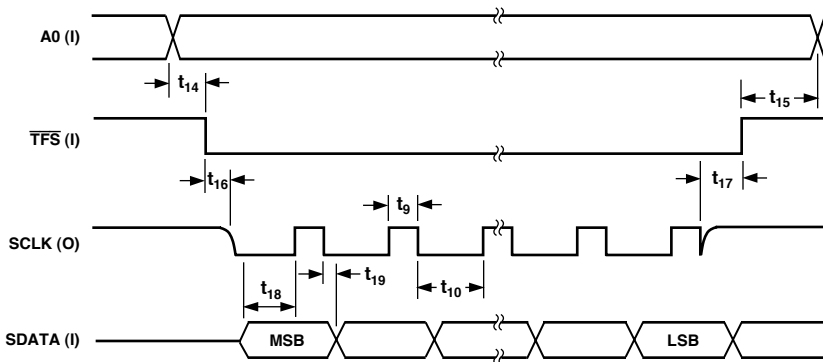 A0 (I)
t14
t15
TFS (I)
t16
t17
t9
SCLK (O)
t18
t19
t10
SDATA (I)
MSB
LSB